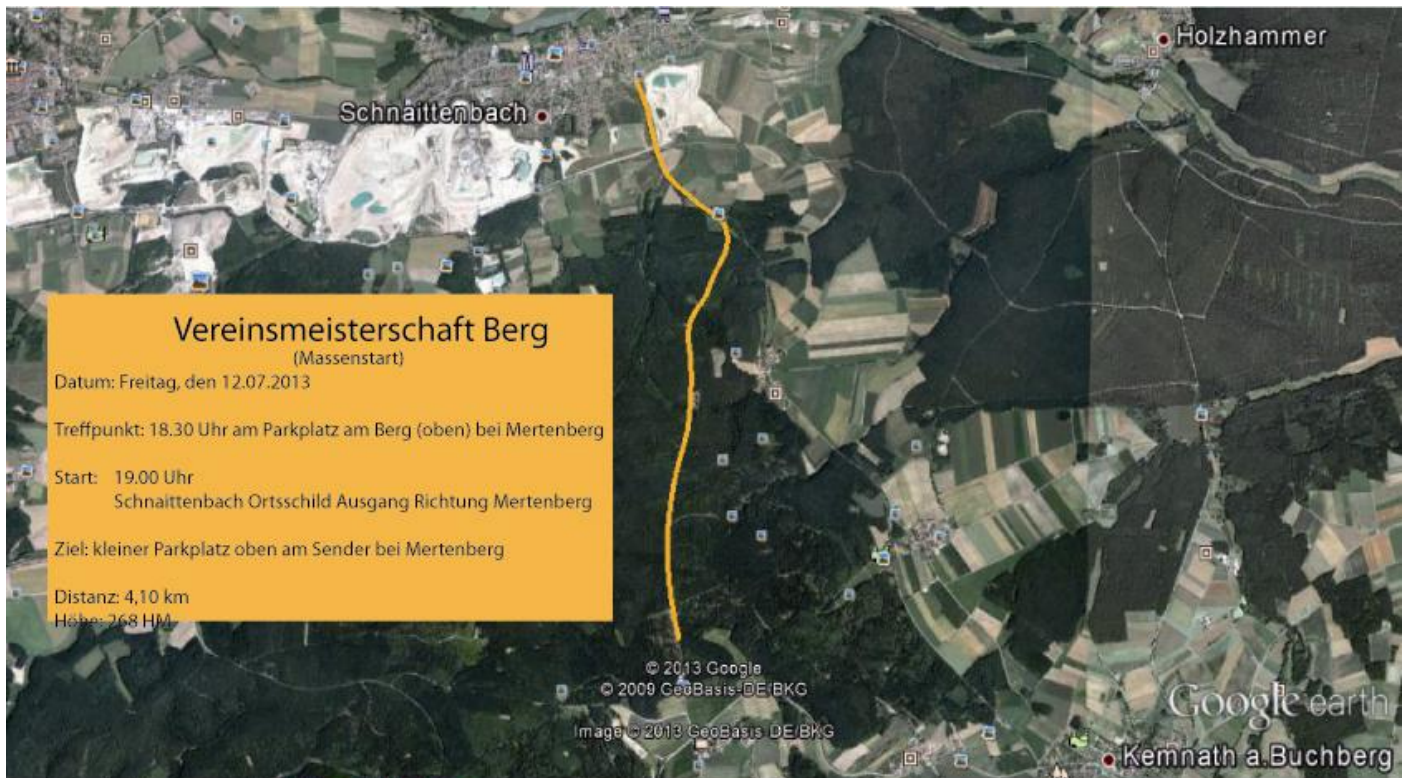 Holzhammer
Schnaittenbach
Vereinsmeisterschaft Berg
(Massenstart)
Datum: Freitag, den 12.07.2013
Treffpunkt: 18.30 Uhr am Parkplatz am Berg (oben) bei Mertenberg
Start: 19.00 Uhr
Schnaittenbach Ortsschild Ausgang Richtung Mertenberg
Ziel: kleiner Parkplatz oben am Sender bei Mertenberg
Distanz: 4,10 km
Höhe: 268 HM
© 2013 Google
© 2009 GeoBasis-DE/BKG
Image © 2013 GeoBasis-DE/BKG
Google earth
Kemnath a.Buchberg